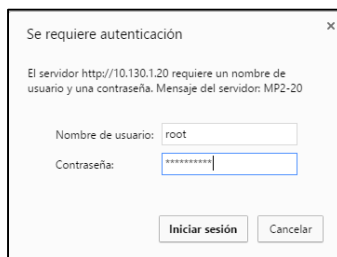 Se requiere autenticación
×
El servidor http://10.130.1.20 requiere un nombre de
usuario y una contraseña. Mensaje del servidor: MP2-20
Nombre de usuario: root
Contraseña: **********
Iniciar sesión Cancelar